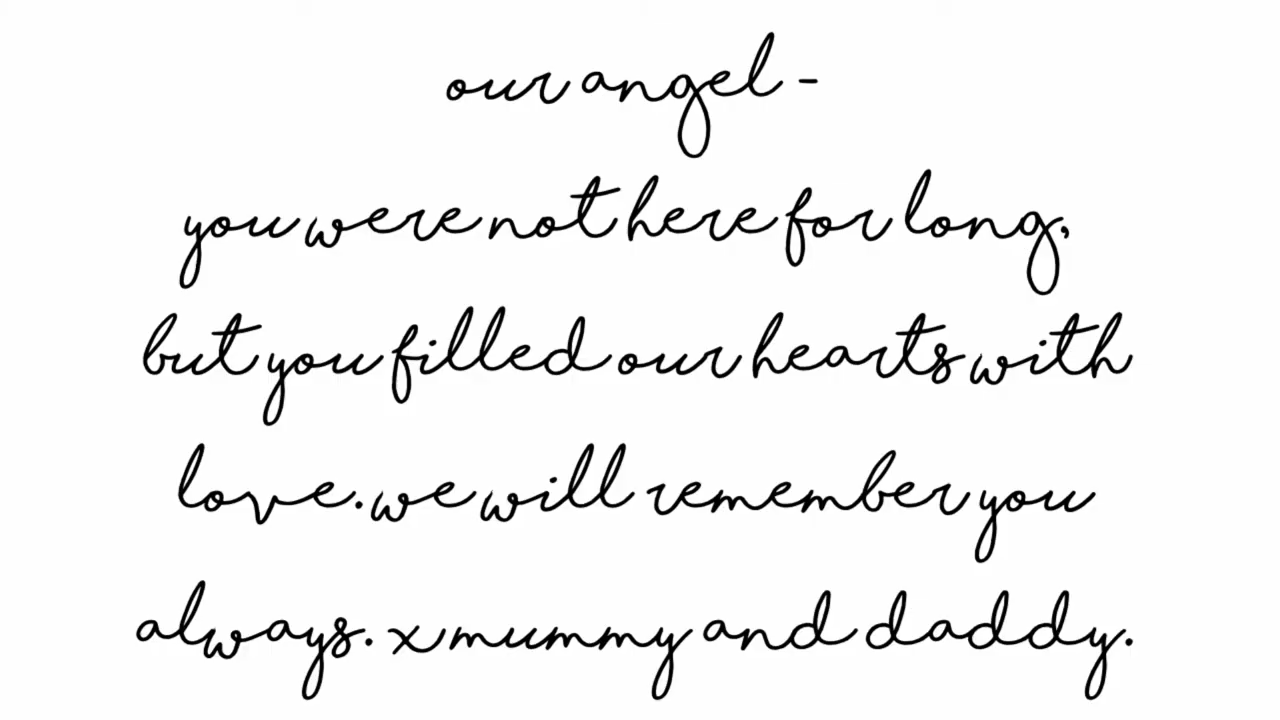 our angel -
you were not here for long,
but you filled our hearts with
love. we will remember you
always. x mummy and daddy.